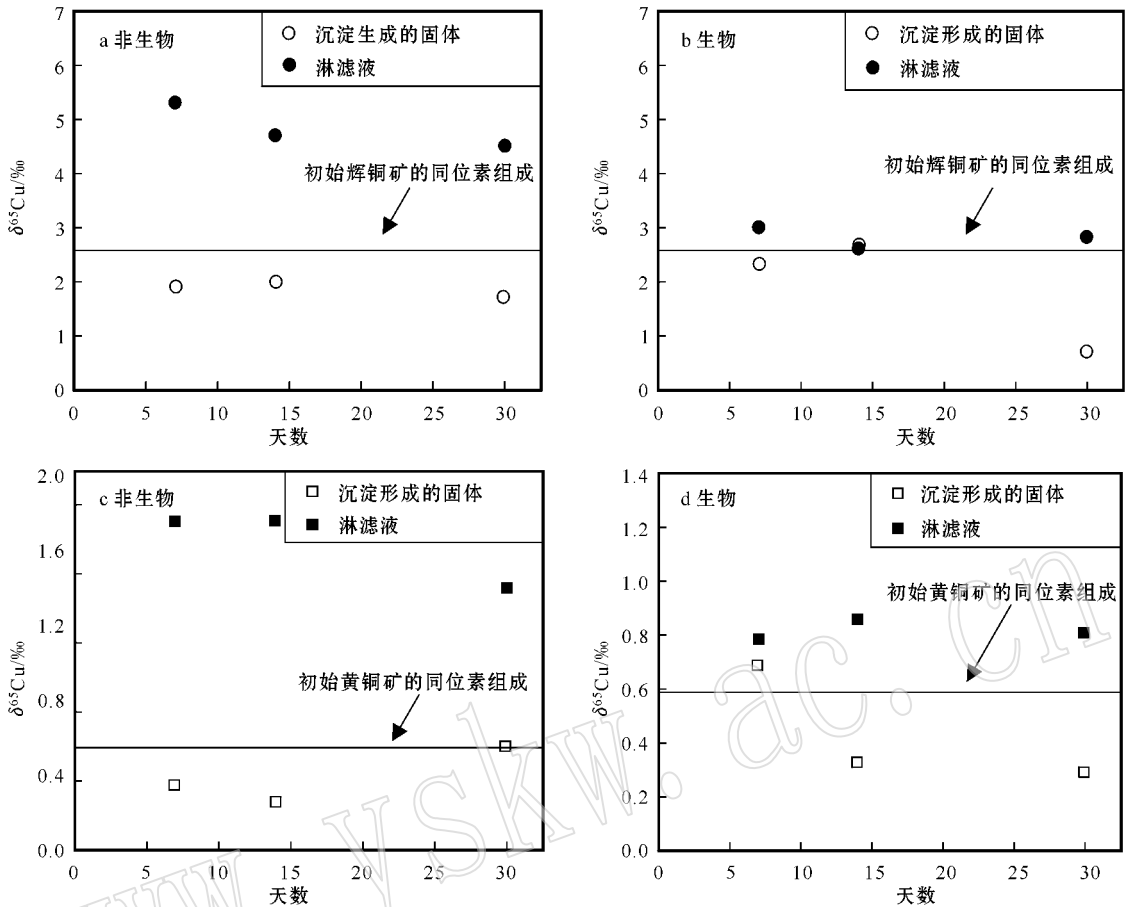 7
6
5
4
3
2
1
0
δ⁶⁵Cu/‰
a 非生物
沉淀生成的固体
淋滤液
初始辉铜矿的同位素组成
0 5 10 15 20 25 30
天数
7
6
5
4
3
2
1
0
δ⁶⁵Cu/‰
b 生物
沉淀形成的固体
淋滤液
初始辉铜矿的同位素组成
0 5 10 15 20 25 30
天数
2.0
1.6
1.2
0.8
0.4
0.0
δ⁶⁵Cu/‰
c 非生物
沉淀形成的固体
淋滤液
初始黄铜矿的同位素组成
0 5 10 15 20 25 30
天数
1.4
1.2
1.0
0.8
0.6
0.4
0.2
0.0
δ⁶⁵Cu/‰
d 生物
沉淀形成的固体
淋滤液
初始黄铜矿的同位素组成
0 5 10 15 20 25 30
天数
www.yskw.ac.cn